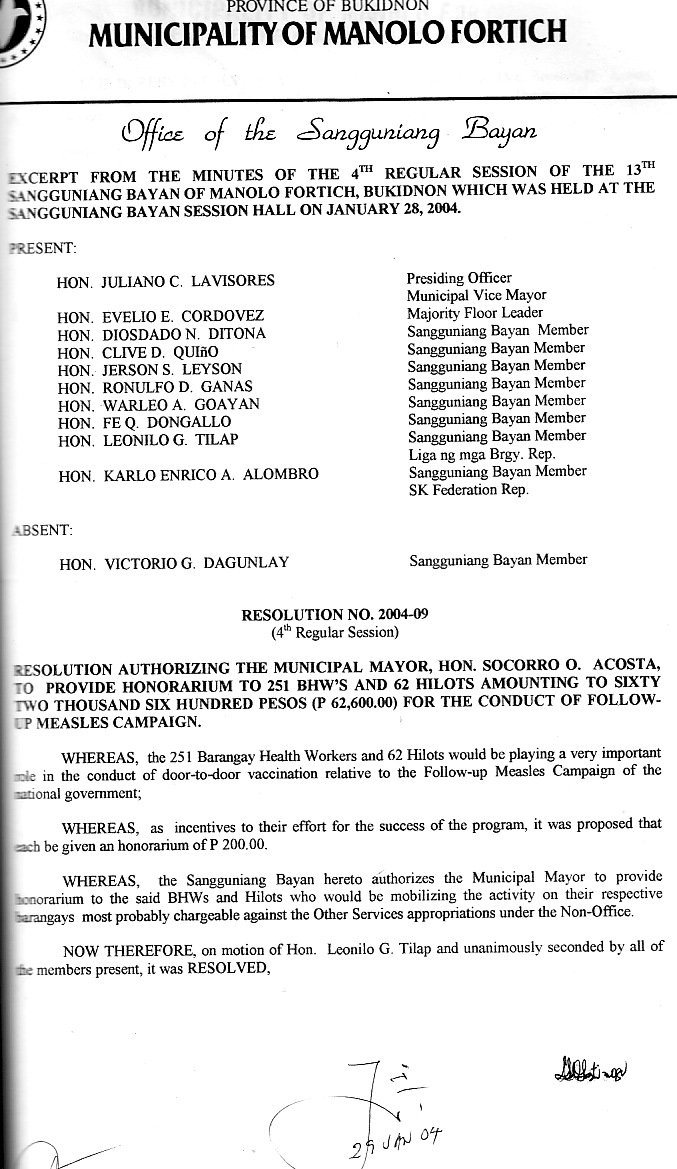 PROVINCE OF BUKIDNON
MUNICIPALITY OF MANOLO FORTICH
Office of the Sangguniang Bayan
EXCERPT FROM THE MINUTES OF THE 4TH REGULAR SESSION OF THE 13TH
SANGGUNIANG BAYAN OF MANOLO FORTICH, BUKIDNON WHICH WAS HELD AT THE
SANGGUNIANG BAYAN SESSION HALL ON JANUARY 28, 2004.
PRESENT:
HON. JULIANO C. LAVISORES Presiding Officer
Municipal Vice Mayor
HON. EVELIO E. CORDOVEZ Majority Floor Leader
HON. DIOSDADO N. DITONA Sangguniang Bayan Member
HON. CLIVE D. QUIñO Sangguniang Bayan Member
HON. JERSON S. LEYSON Sangguniang Bayan Member
HON. RONULFO D. GANAS Sangguniang Bayan Member
HON. WARLEO A. GOAYAN Sangguniang Bayan Member
HON. FE Q. DONGALLO Sangguniang Bayan Member
HON. LEONILO G. TILAP Sangguniang Bayan Member
Liga ng mga Brgy. Rep.
HON. KARLO ENRICO A. ALOMBRO Sangguniang Bayan Member
SK Federation Rep.
ABSENT:
HON. VICTORIO G. DAGUNLAY Sangguniang Bayan Member
RESOLUTION NO. 2004-09
(4th Regular Session)
RESOLUTION AUTHORIZING THE MUNICIPAL MAYOR, HON. SOCORRO O. ACOSTA,
TO PROVIDE HONORARIUM TO 251 BHW'S AND 62 HILOTS AMOUNTING TO SIXTY
TWO THOUSAND SIX HUNDRED PESOS (P 62,600.00) FOR THE CONDUCT OF FOLLOW-
UP MEASLES CAMPAIGN.
WHEREAS, the 251 Barangay Health Workers and 62 Hilots would be playing a very important
role in the conduct of door-to-door vaccination relative to the Follow-up Measles Campaign of the
national government;
WHEREAS, as incentives to their effort for the success of the program, it was proposed that
each be given an honorarium of P 200.00.
WHEREAS, the Sangguniang Bayan hereto authorizes the Municipal Mayor to provide
honorarium to the said BHWs and Hilots who would be mobilizing the activity on their respective
barangays most probably chargeable against the Other Services appropriations under the Non-Office.
NOW THEREFORE, on motion of Hon. Leonilo G. Tilap and unanimously seconded by all of
the members present, it was RESOLVED,
29 JAN 04